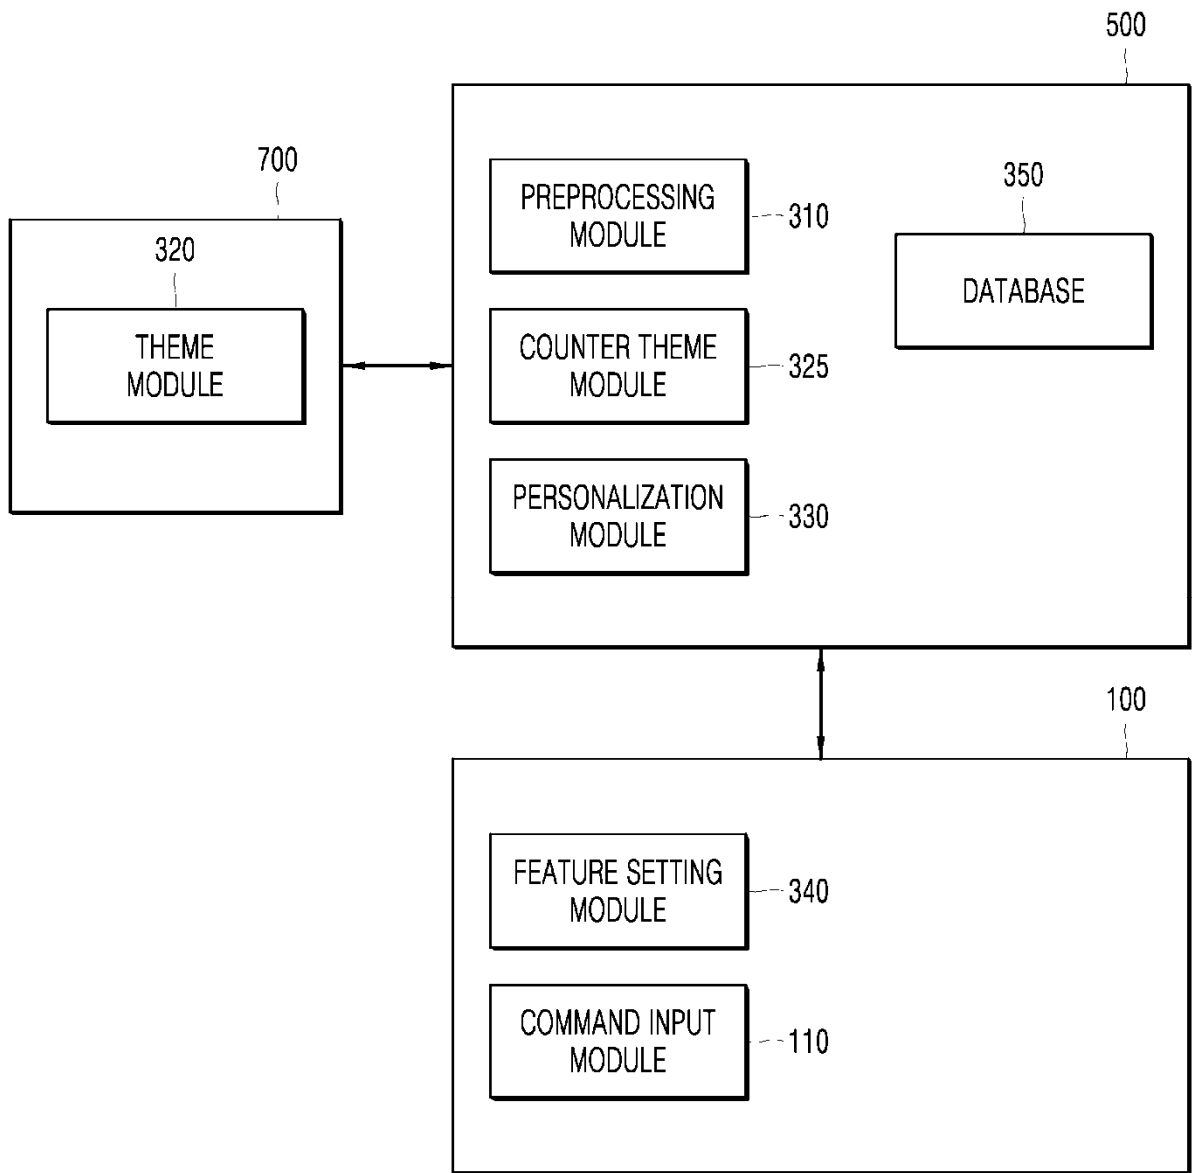 500
700
320
THEME
MODULE
PREPROCESSING
MODULE
310
350
DATABASE
COUNTER THEME
MODULE
325
PERSONALIZATION
MODULE
330
100
FEATURE SETTING
MODULE
340
COMMAND INPUT
MODULE
110